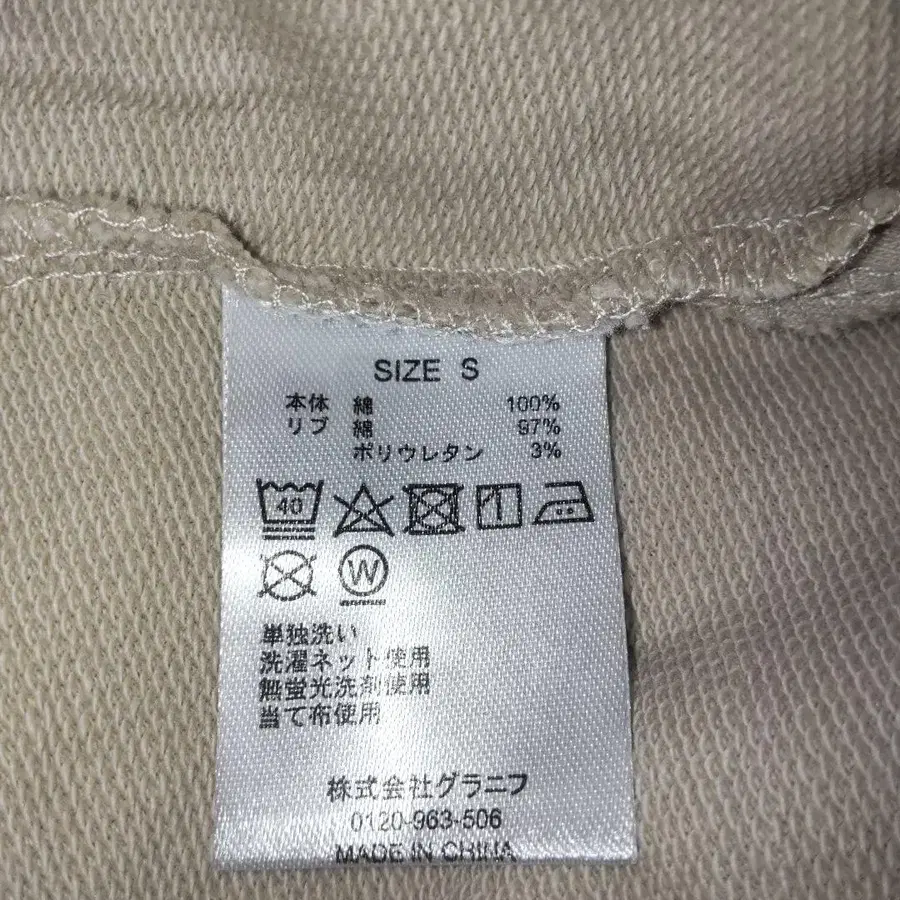 SIZE S
本体 綿 100%
リブ 綿 97%
ポリウレタン 3%
40
W
単独洗い
洗濯ネット使用
無蛍光洗剤使用
当て布使用
株式会社グラニフ
0120-963-506
MADE IN CHINA